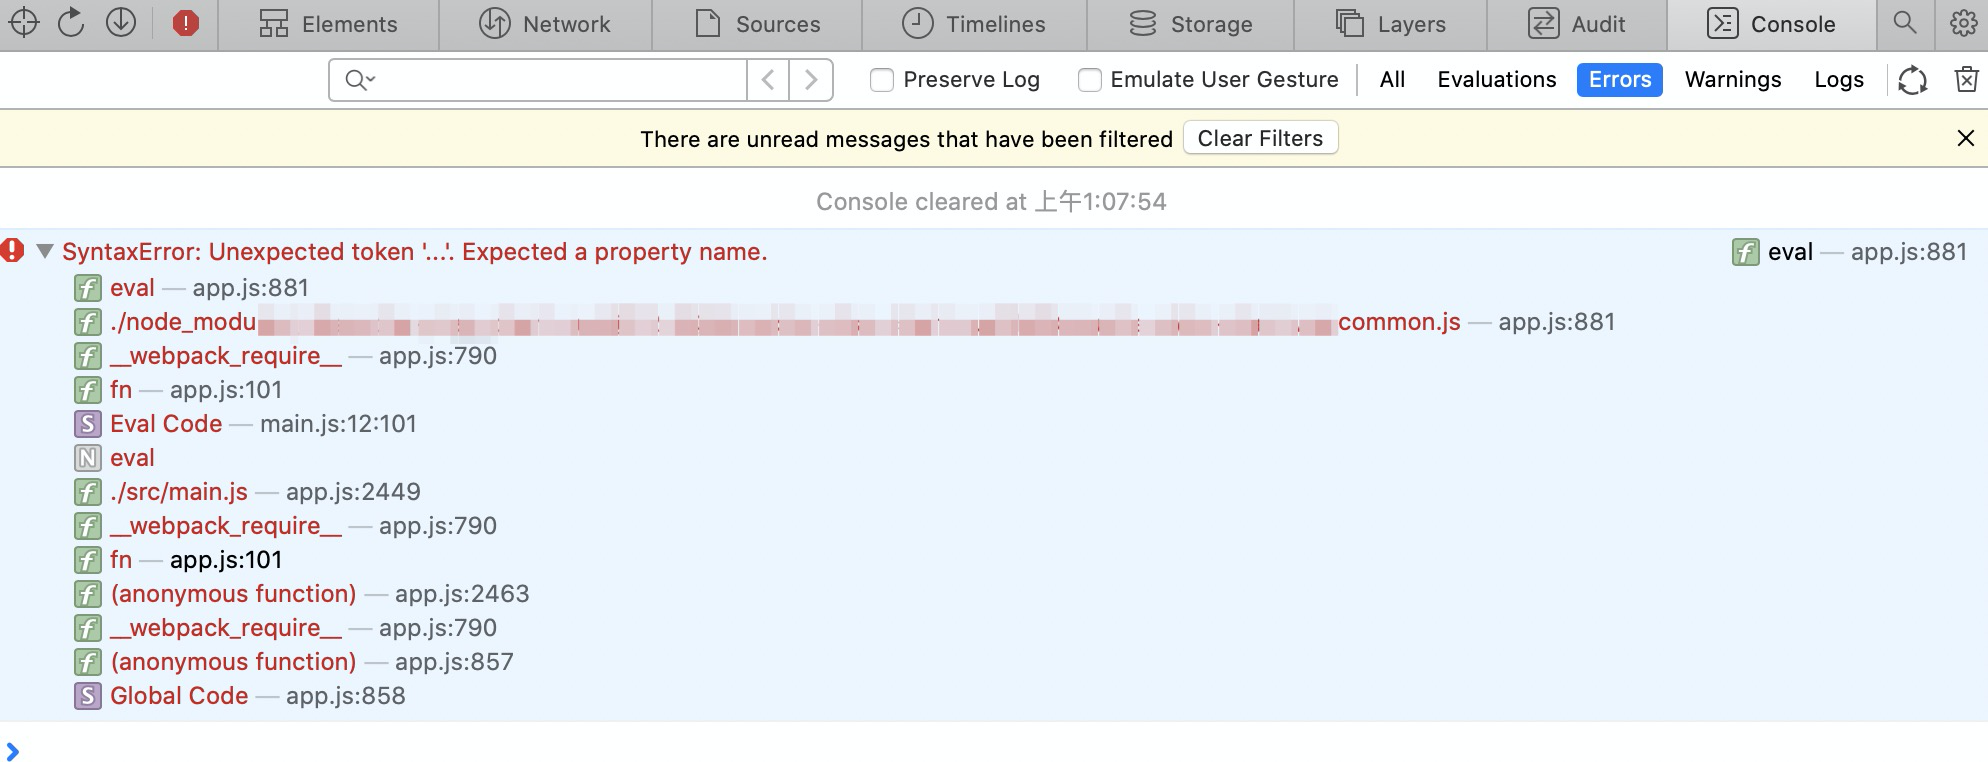 Elements Network Sources Timelines Storage Layers Audit Console
Preserve Log Emulate User Gesture All Evaluations Errors Warnings Logs
There are unread messages that have been filtered Clear Filters
Console cleared at 上午1:07:54
SyntaxError: Unexpected token '...'. Expected a property name. f eval — app.js:881
f eval — app.js:881
f ./node_modu common.js — app.js:881
f __webpack_require__ — app.js:790
f fn — app.js:101
S Eval Code — main.js:12:101
N eval
f ./src/main.js — app.js:2449
f __webpack_require__ — app.js:790
f fn — app.js:101
f (anonymous function) — app.js:2463
f __webpack_require__ — app.js:790
f (anonymous function) — app.js:857
S Global Code — app.js:858